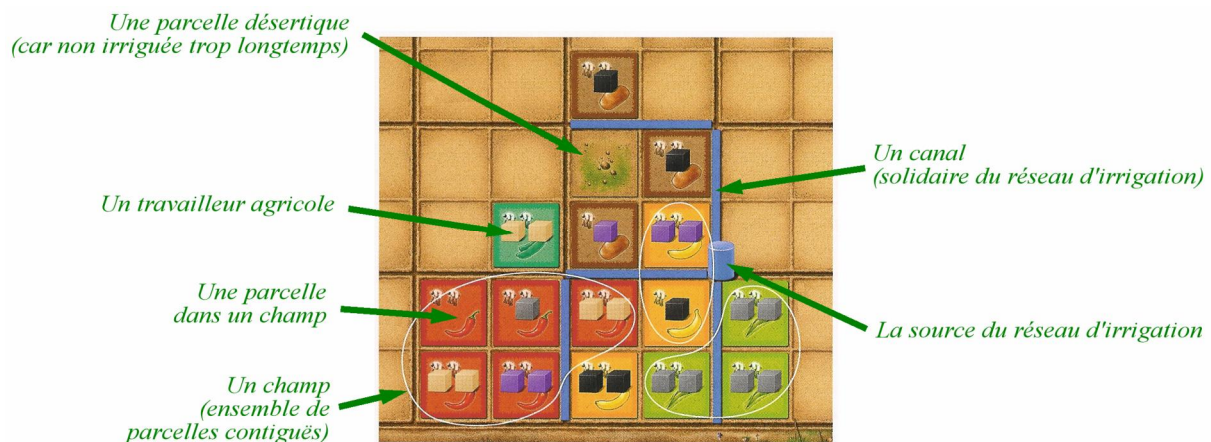 Une parcelle désertique
(car non irriguée trop longtemps)
Un canal
(solidaire du réseau d'irrigation)
Un travailleur agricole
Une parcelle
dans un champ
La source du réseau d'irrigation
Un champ
(ensemble de
parcelles contiguës)